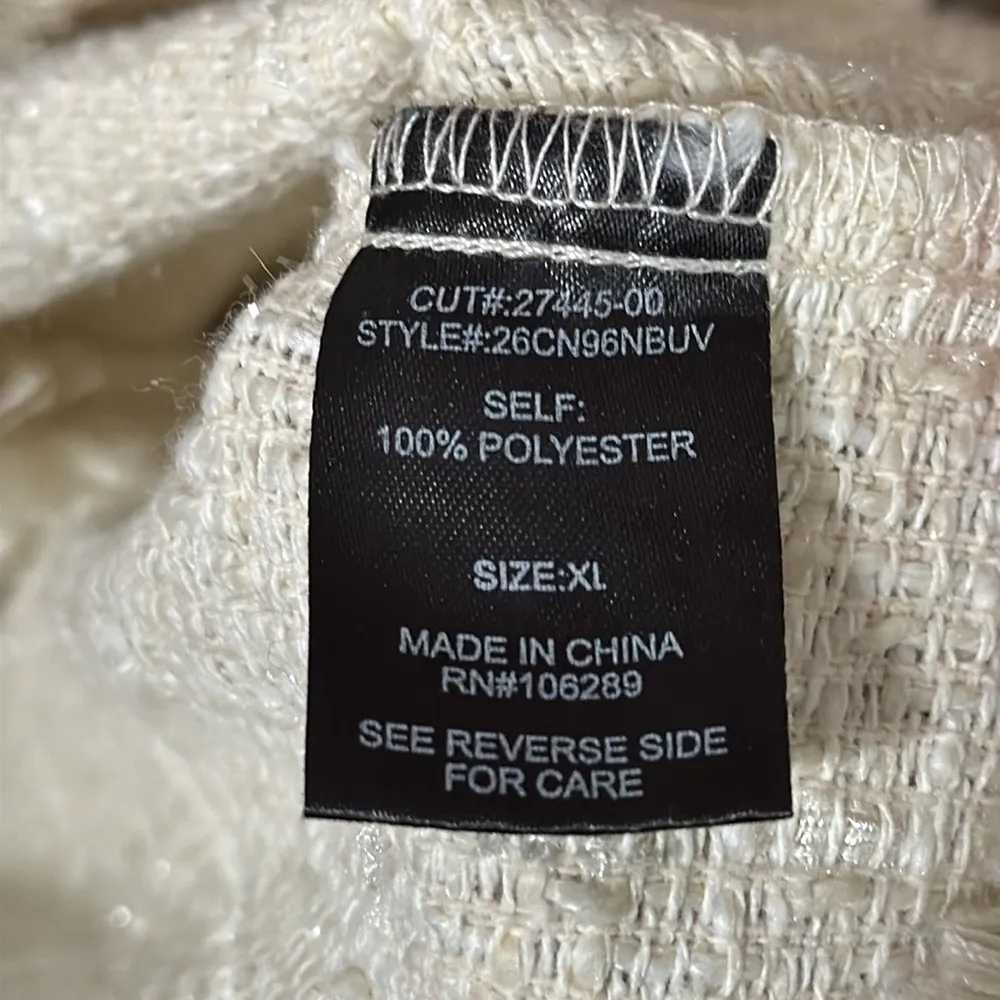 CUT#:27445-00
STYLE#:26CN96NBUV
SELF:
100% POLYESTER
SIZE:XL
MADE IN CHINA
RN#106289
SEE REVERSE SIDE
FOR CARE